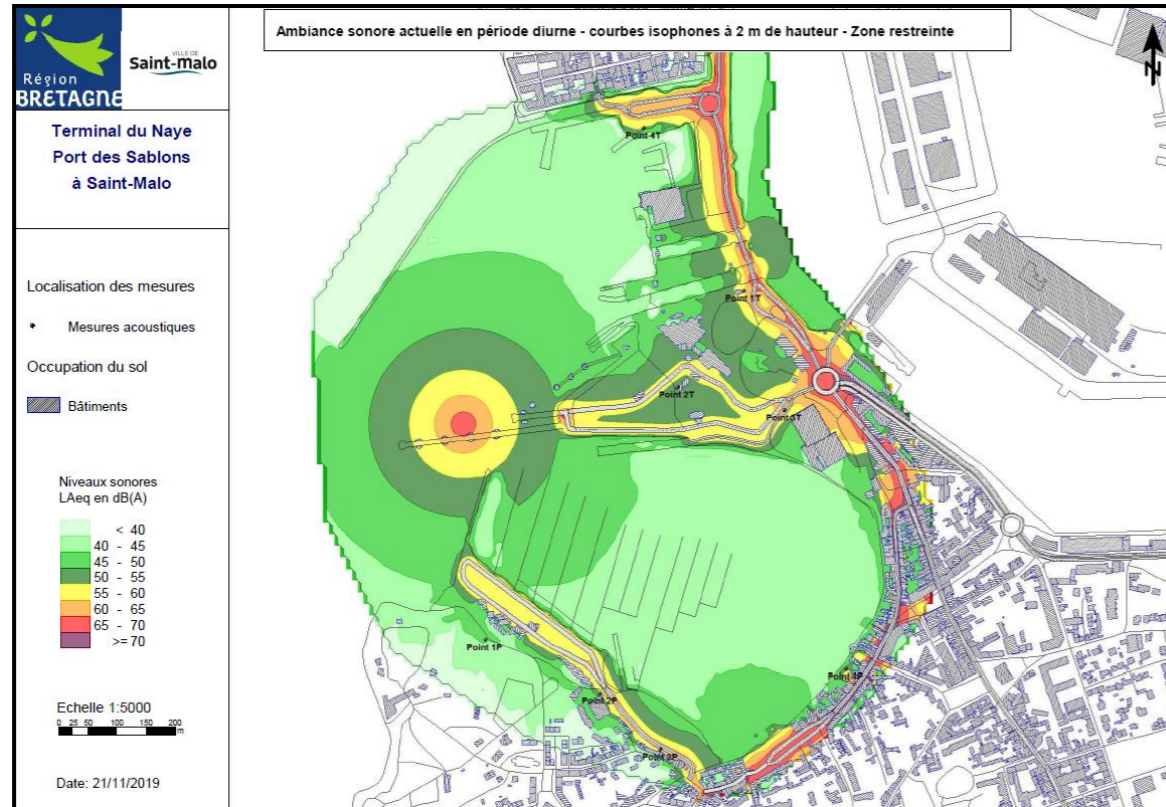 Ambiance sonore actuelle en période diurne - courbes isophones à 2 m de hauteur - Zone restreinte
Région
BRETAGNE
VILLE DE
Saint-malo
Terminal du Naye
Port des Sablons
à Saint-Malo
Localisation des mesures
Mesures acoustiques
Occupation du sol
Bâtiments
Niveaux sonores
LAeq en dB(A)
< 40
40 - 45
45 - 50
50 - 55
55 - 60
60 - 65
65 - 70
>= 70
Echelle 1:5000
0 25 50 100 150 200
m
Date: 21/11/2019
N
Point 4T
Point 1T
Point 2T
Point 3T
Point 1P
Point 2P
Point 3P
Point 4P